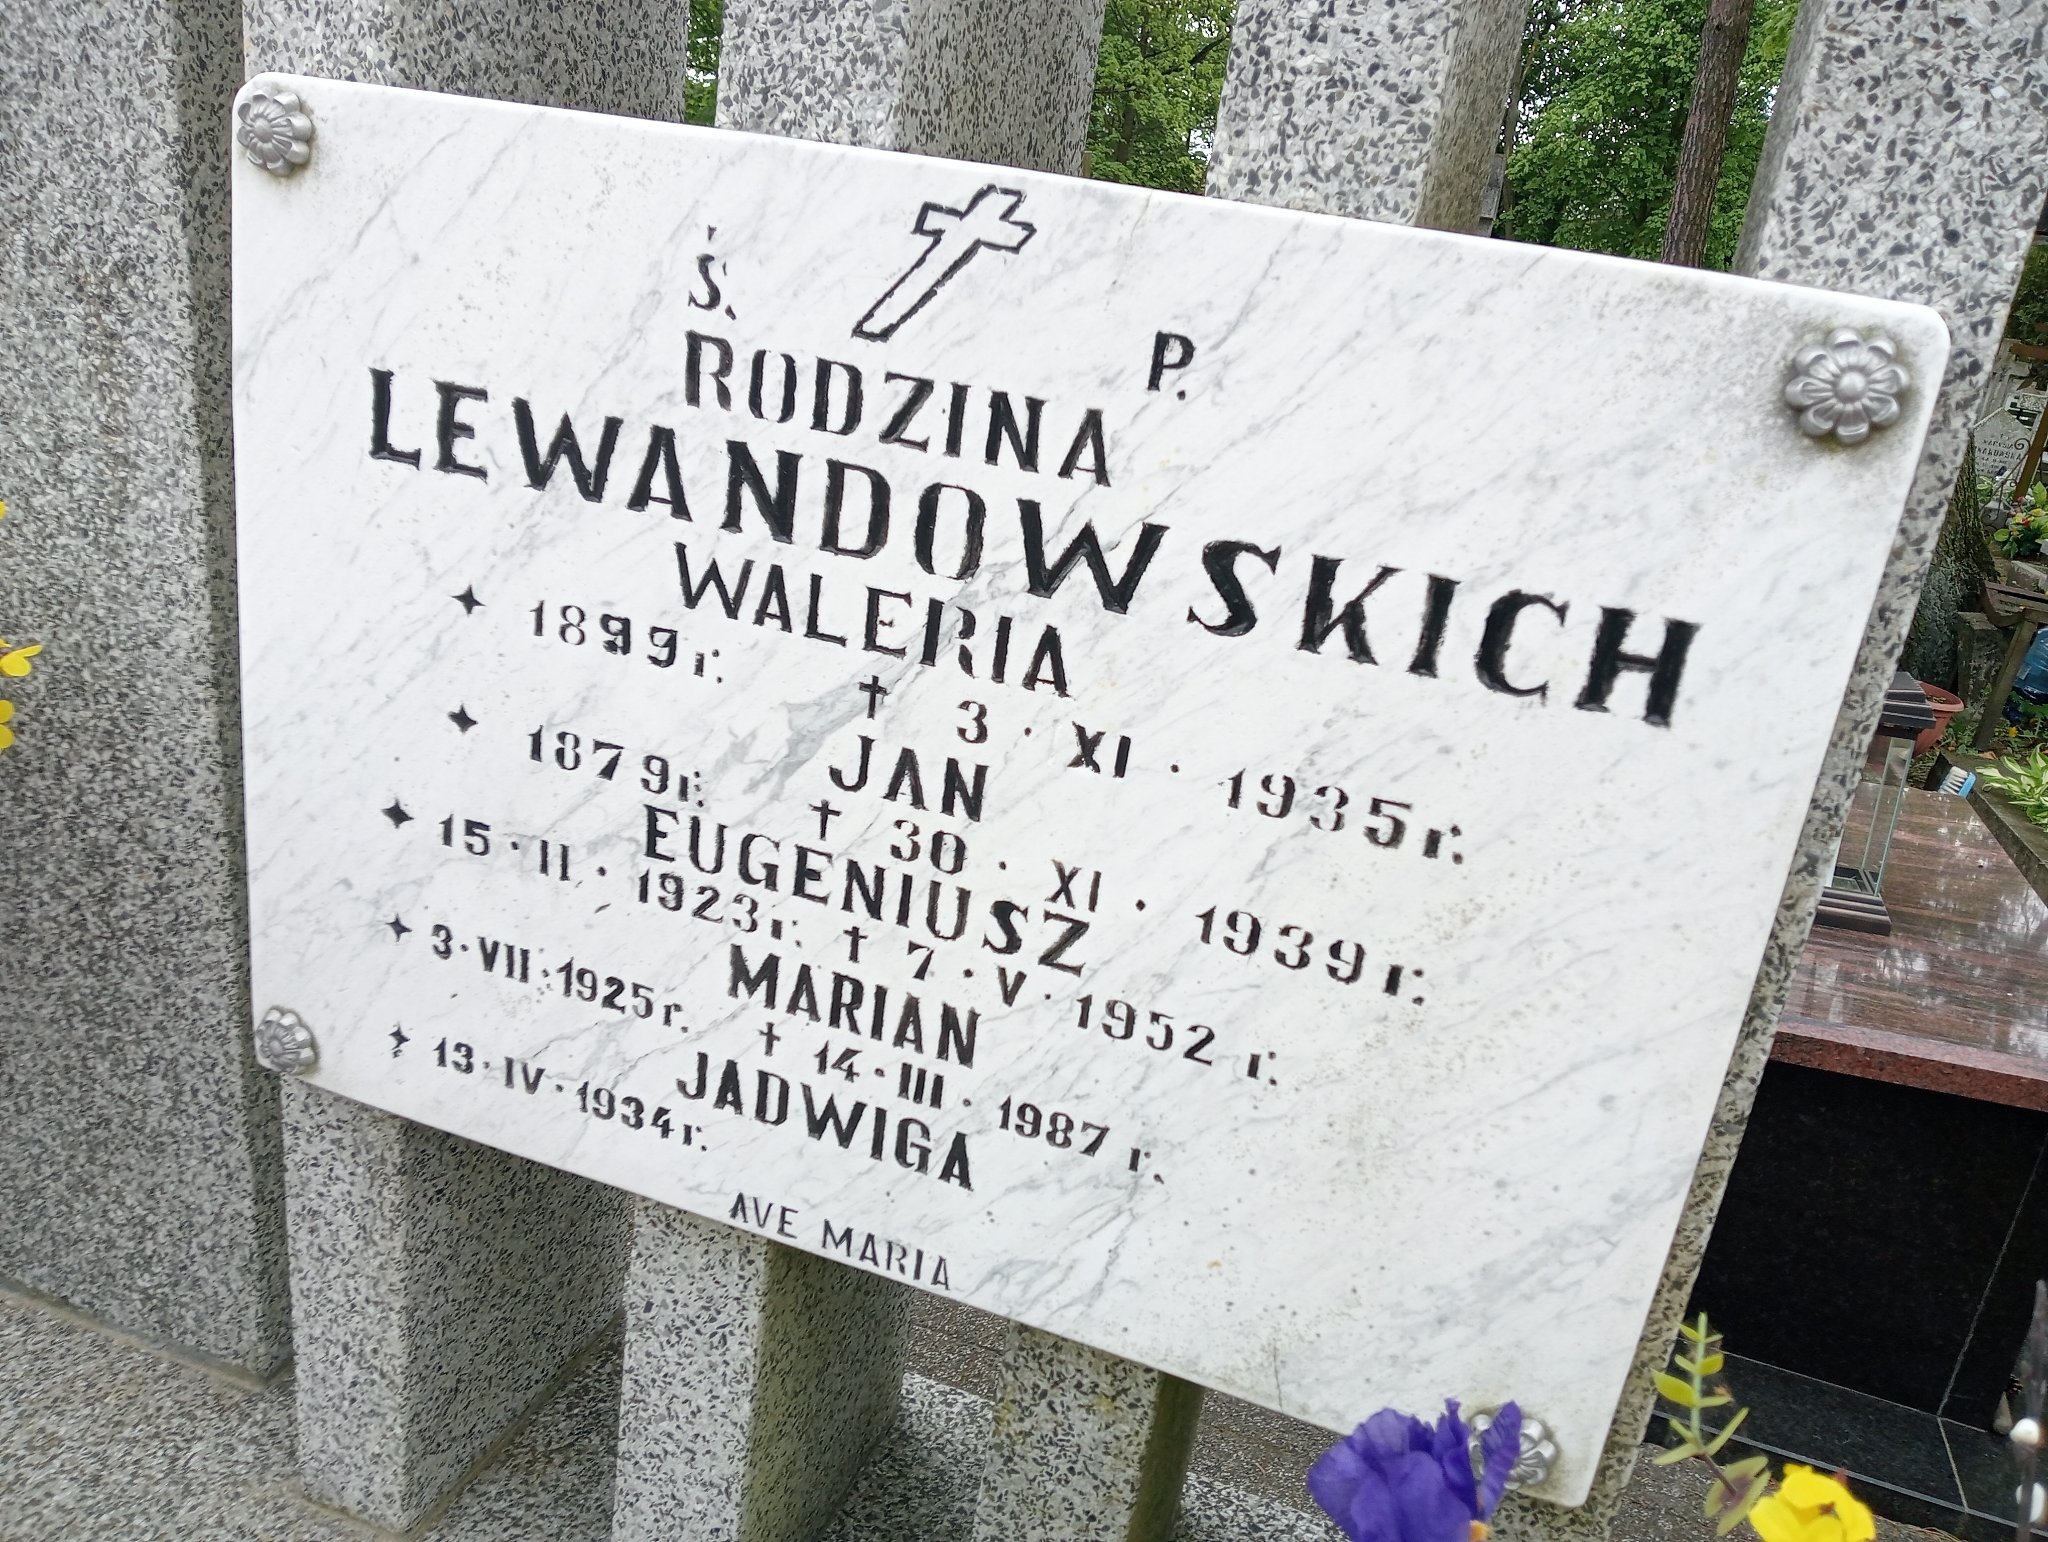 Ś. P.
RODZINA
LEWANDOWSKICH
WALERIA
1899 r. † 3 · XI · 1935 r.
JAN
1879 r. † 30 · XI · 1939 r.
EUGENIUSZ
15 · II · 1923 r. † 7 · V · 1952 r.
MARIAN
3 · VII · 1925 r. † 14 · III · 1987 r.
JADWIGA
13 · IV · 1934 r.
AVE MARIA